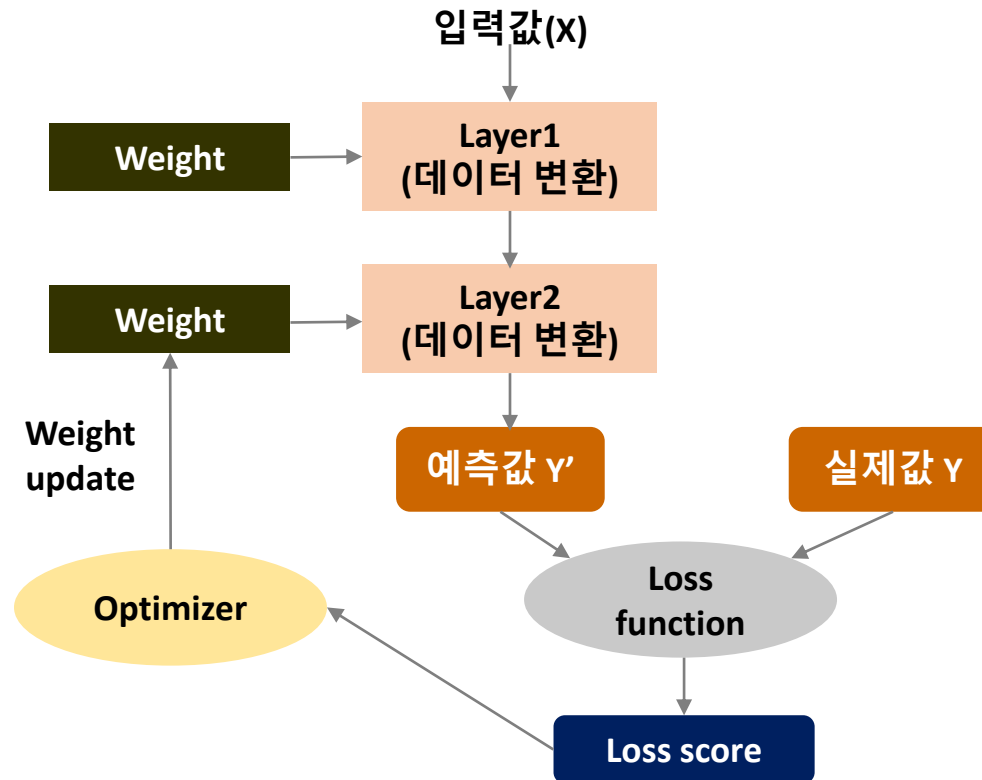 입력값(X)
Weight
Layer1
(데이터 변환)
Weight
Layer2
(데이터 변환)
Weight
update
예측값 Y’
실제값 Y
Optimizer
Loss
function
Loss score